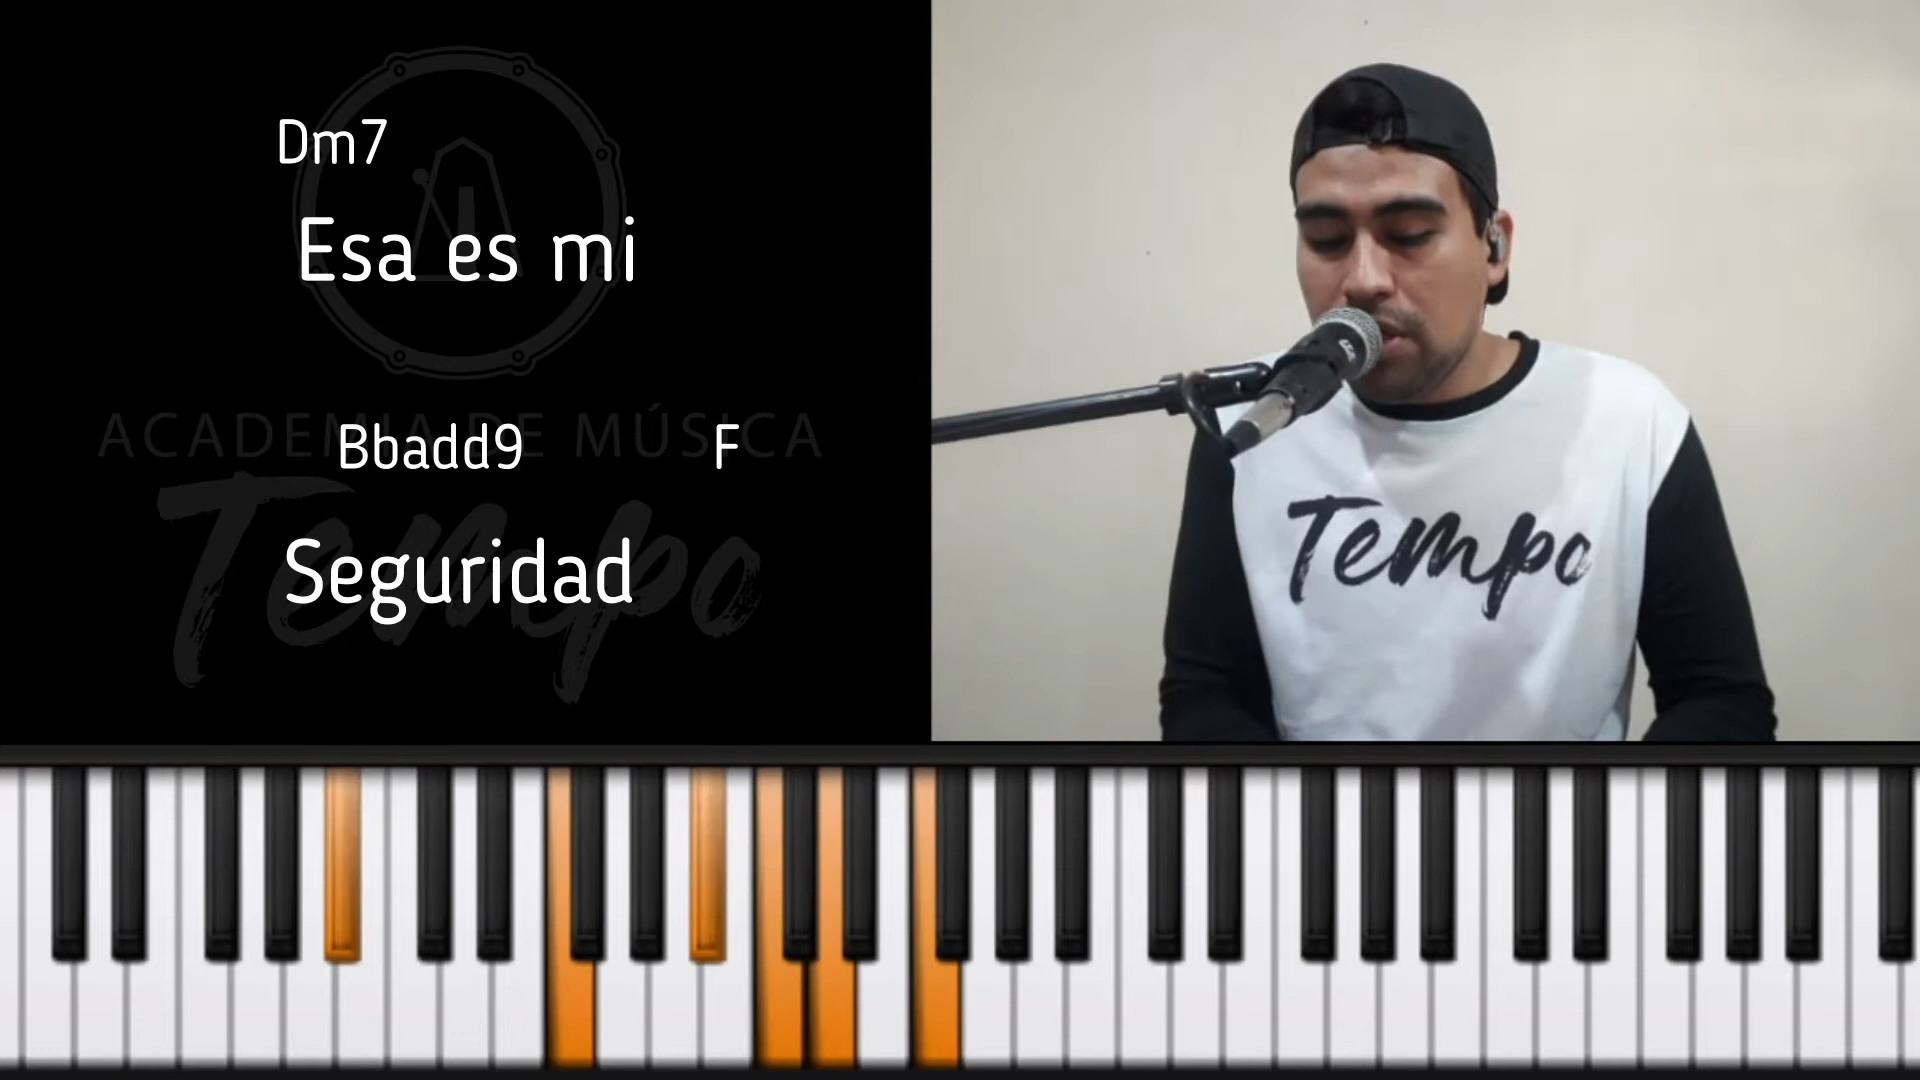 Dm7
Esa es mi
ACADEMIA DE MÚSICA
Bbadd9 F
Tempo
Seguridad
Tempo